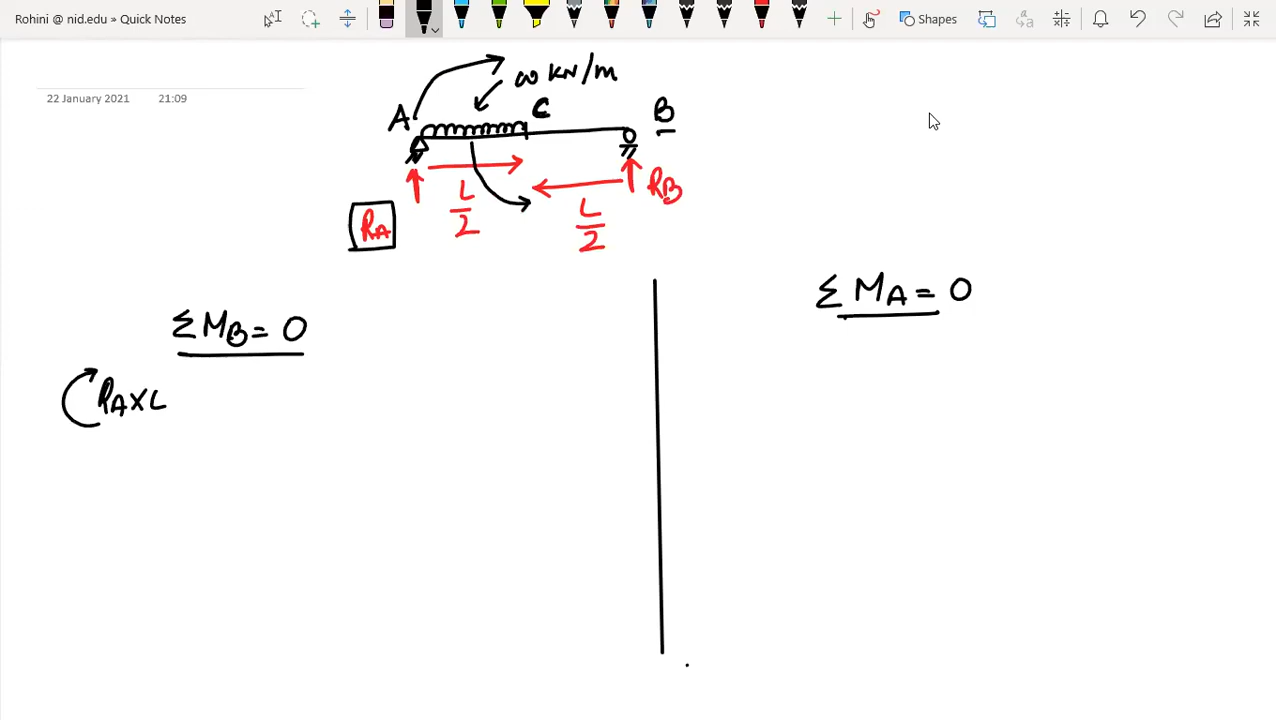 Rohini @ nid.edu » Quick Notes
Shapes
22 January 2021 21:09
ω kN/m
A C B
L/2 L/2
RA RB
ΣMB = 0
ΣMA = 0
RA×L